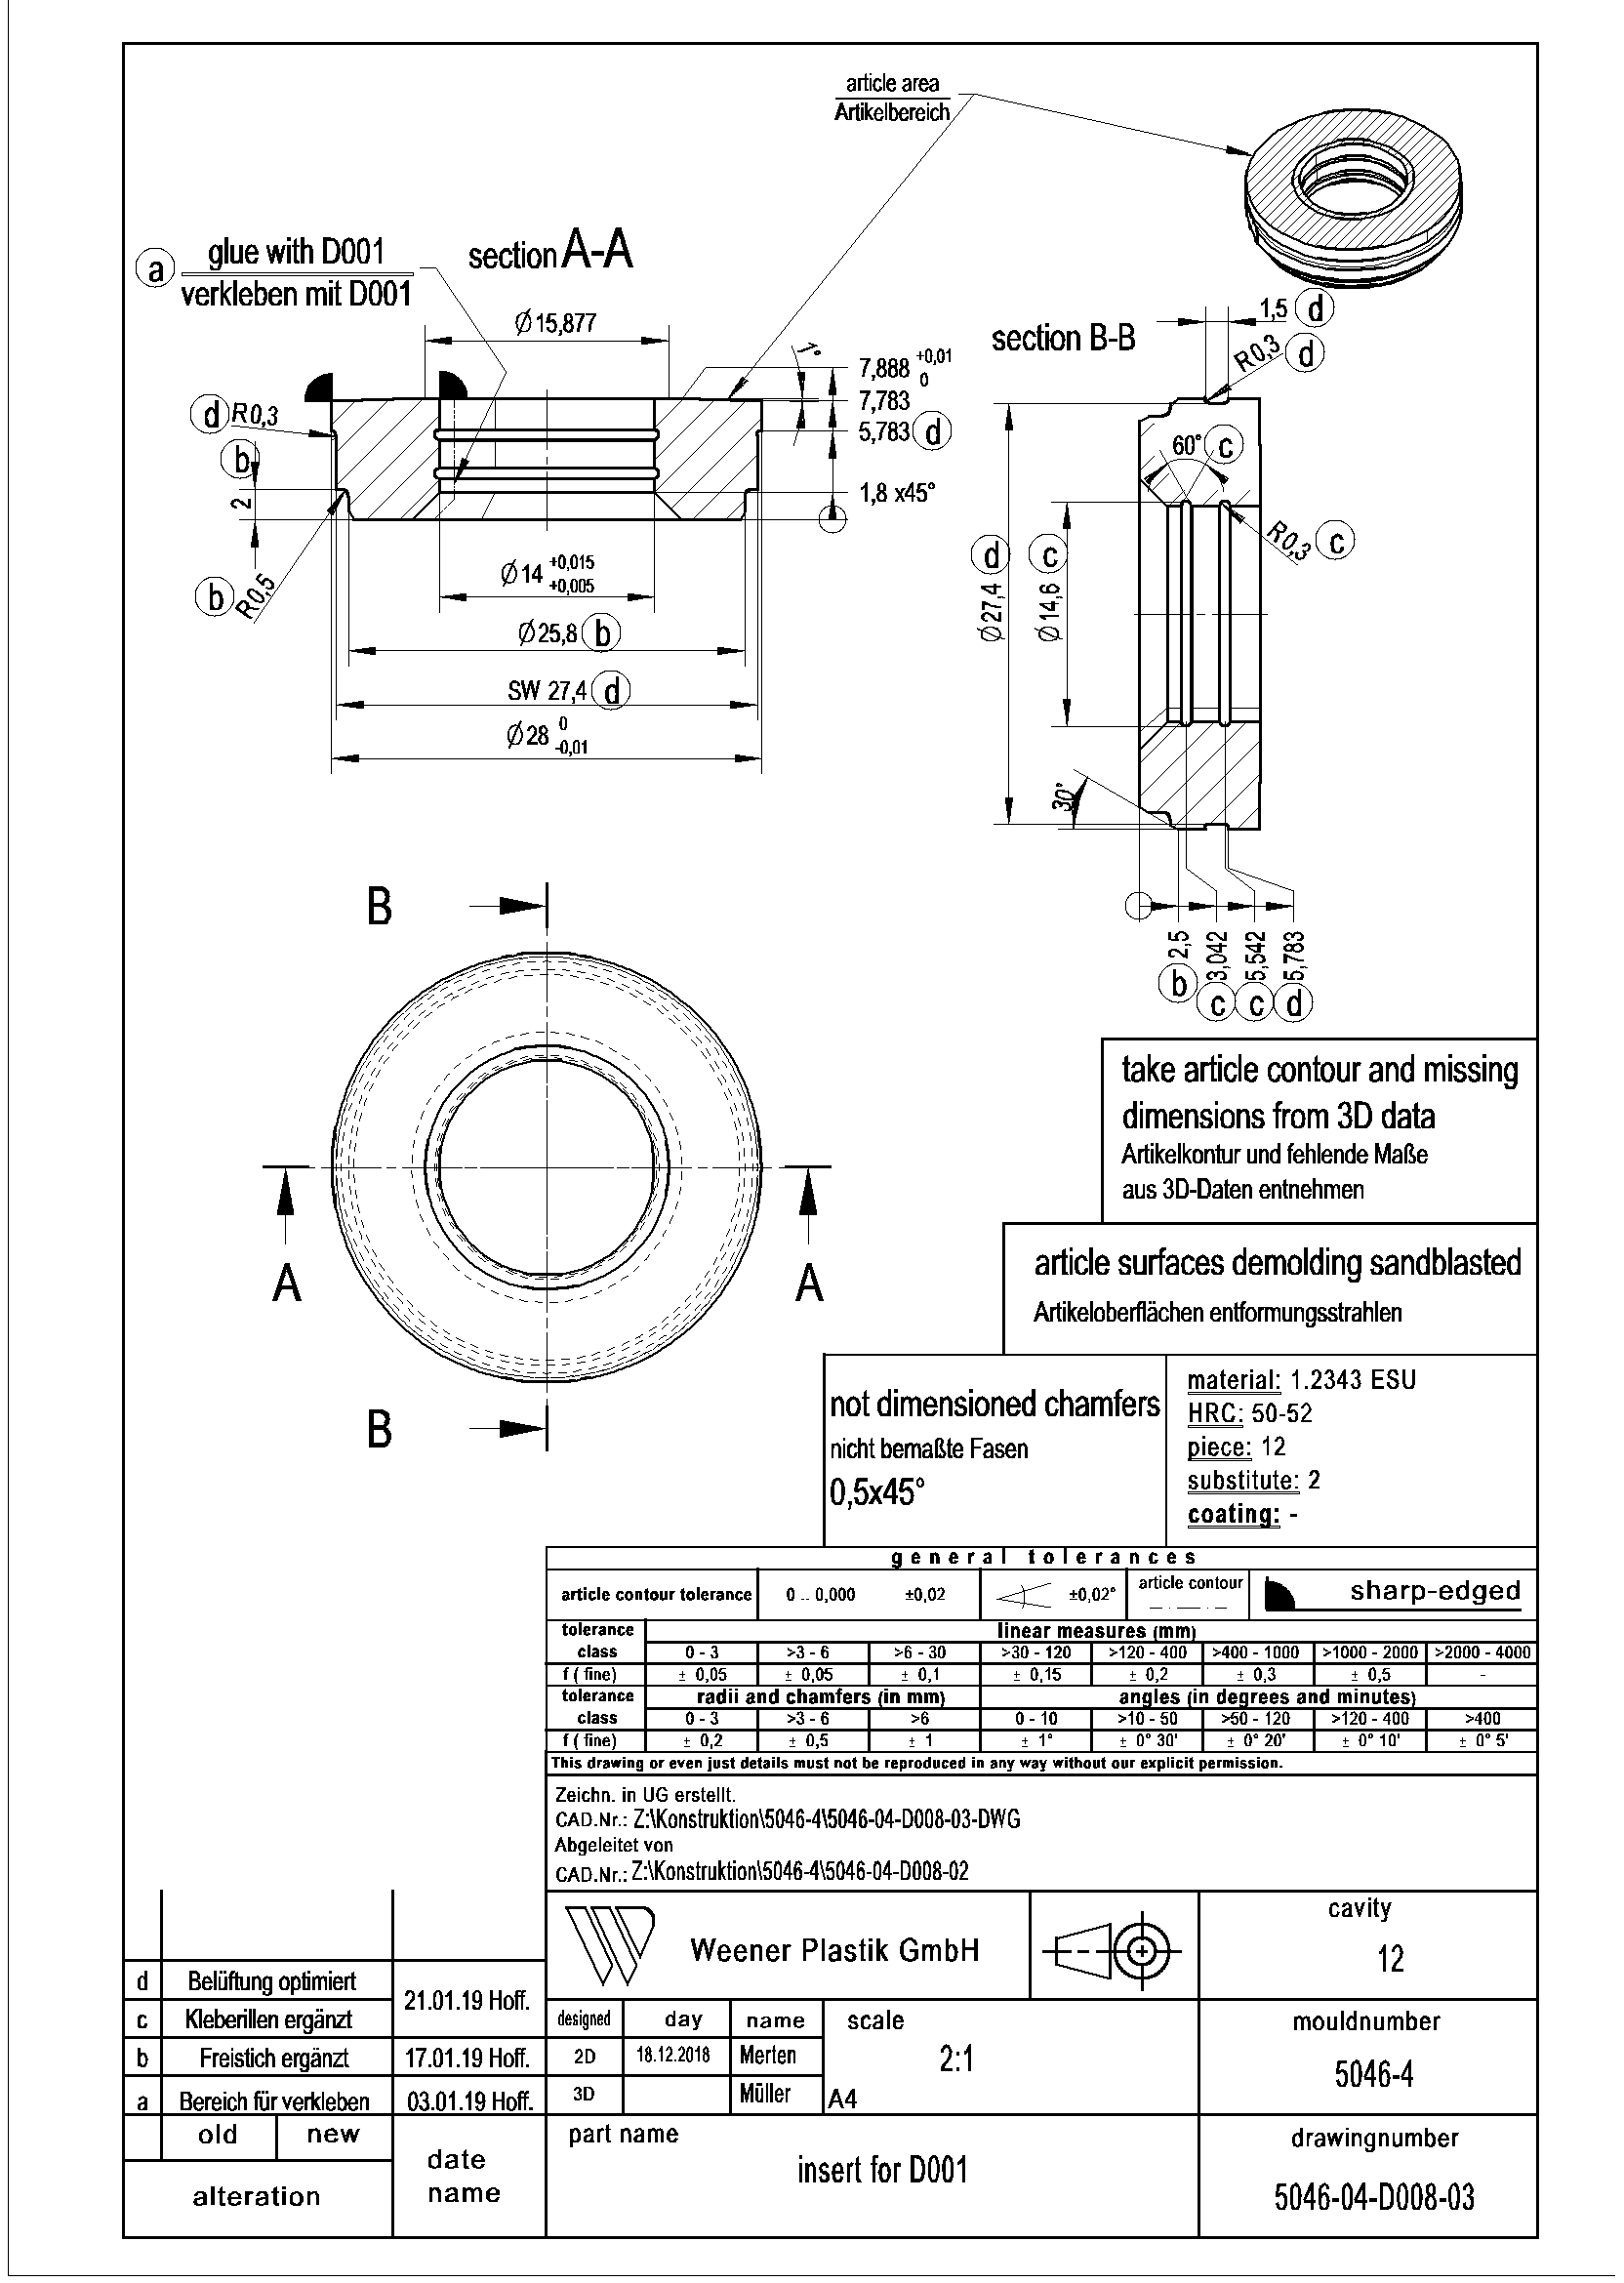 article area
Artikelbereich
a
glue with D001
verkleben mit D001
section A-A
Ø15,877
1°
7,888 +0,01 0
7,783
5,783 d
1,8 x45°
d R0,3
b
2
b R0,5
Ø14 +0,015 +0,005
Ø25,8 b
SW 27,4 d
Ø28 0 -0,01
section B-B
1,5 d
R0,3 d
60° c
R0,3 c
Ø27,4 d
Ø14,6 c
30°
2,5 b
3,042 c
5,542 c
5,783 d
B
A
A
B
take article contour and missing
dimensions from 3D data
Artikelkontur und fehlende Maße
aus 3D-Daten entnehmen
article surfaces demolding sandblasted
Artikeloberflächen entformungsstrahlen
not dimensioned chamfers
nicht bemaßte Fasen
0,5x45°
material: 1.2343 ESU
HRC: 50-52
piece: 12
substitute: 2
coating: -
general tolerances
article contour tolerance 0 .. 0,000 ±0,02 ±0,02° article contour sharp-edged
tolerance linear measures (mm)
class 0 - 3 >3 - 6 >6 - 30 >30 - 120 >120 - 400 >400 - 1000 >1000 - 2000 >2000 - 4000
f ( fine) ± 0,05 ± 0,05 ± 0,1 ± 0,15 ± 0,2 ± 0,3 ± 0,5 -
tolerance radii and chamfers (in mm) angles (in degrees and minutes)
class 0 - 3 >3 - 6 >6 0 - 10 >10 - 50 >50 - 120 >120 - 400 >400
f ( fine) ± 0,2 ± 0,5 ± 1 ± 1° ± 0° 30' ± 0° 20' ± 0° 10' ± 0° 5'
This drawing or even just details must not be reproduced in any way without our explicit permission.
Zeichn. in UG erstellt.
CAD.Nr.: Z:\Konstruktion\5046-4\5046-04-D008-03-DWG
Abgeleitet von
CAD.Nr.: Z:\Konstruktion\5046-4\5046-04-D008-02
Weener Plastik GmbH
cavity
12
d Belüftung optimiert 21.01.19 Hoff.
c Kleberillen ergänzt
b Freistich ergänzt 17.01.19 Hoff.
a Bereich für verkleben 03.01.19 Hoff.
old new
alteration
date
name
designed day name
2D 18.12.2018 Merten
3D Müller
scale
2:1
A4
mouldnumber
5046-4
part name
insert for D001
drawingnumber
5046-04-D008-03